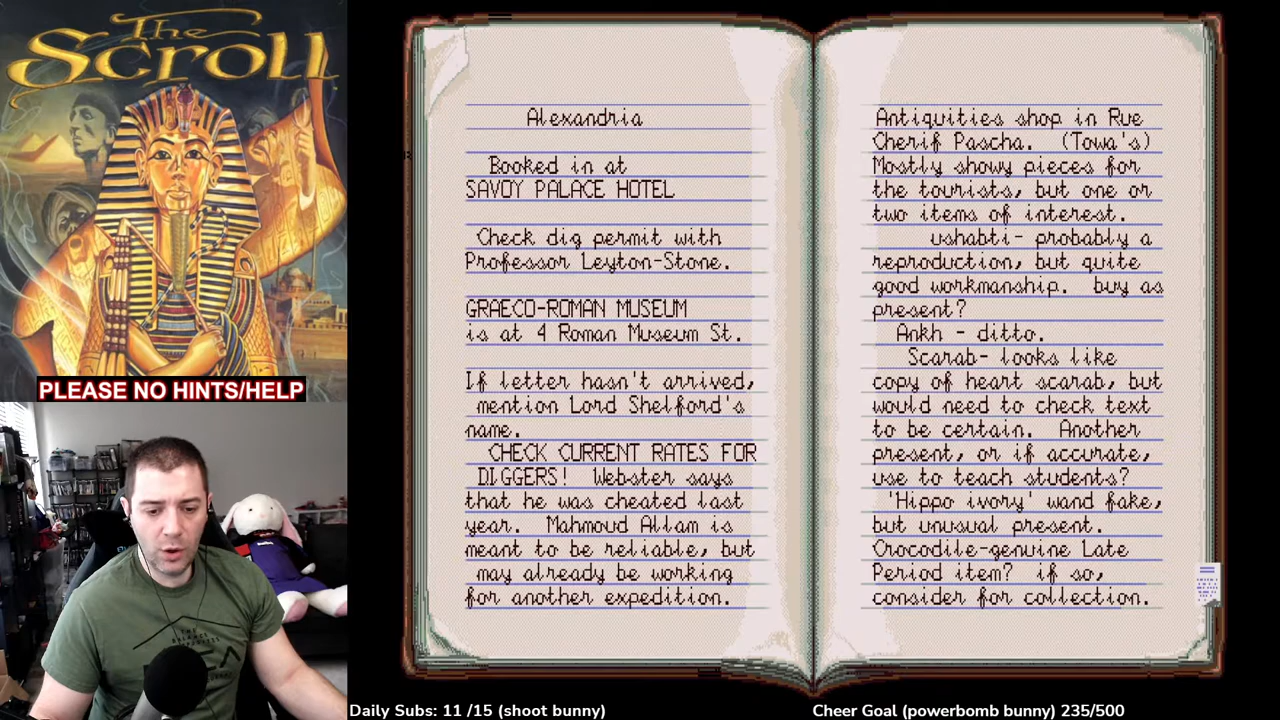 The
Scroll
PLEASE NO HINTS/HELP
Alexandria
Booked in at
SAVOY PALACE HOTEL
Check dig permit with
Professor Leyton-Stone.
GRAECO-ROMAN MUSEUM
is at 4 Roman Museum St.
If letter hasn't arrived,
mention Lord Shelford's
name.
CHECK CURRENT RATES FOR
DIGGERS! Webster says
that he was cheated last
year. Mahmoud Allam is
meant to be reliable, but
may already be working
for another expedition.
Antiquities shop in Rue
Cherif Pascha. (Towa's)
Mostly showy pieces for
the tourists, but one or
two items of interest.
ushabti- probably a
reproduction, but quite
good workmanship. buy as
present?
Ankh - ditto.
Scarab- looks like
copy of heart scarab, but
would need to check text
to be certain. Another
present, or if accurate,
use to teach students?
'Hippo ivory' wand fake,
but unusual present.
Crocodile-genuine Late
Period item? if so,
consider for collection.
Daily Subs: 11 /15 (shoot bunny)
Cheer Goal (powerbomb bunny) 235/500